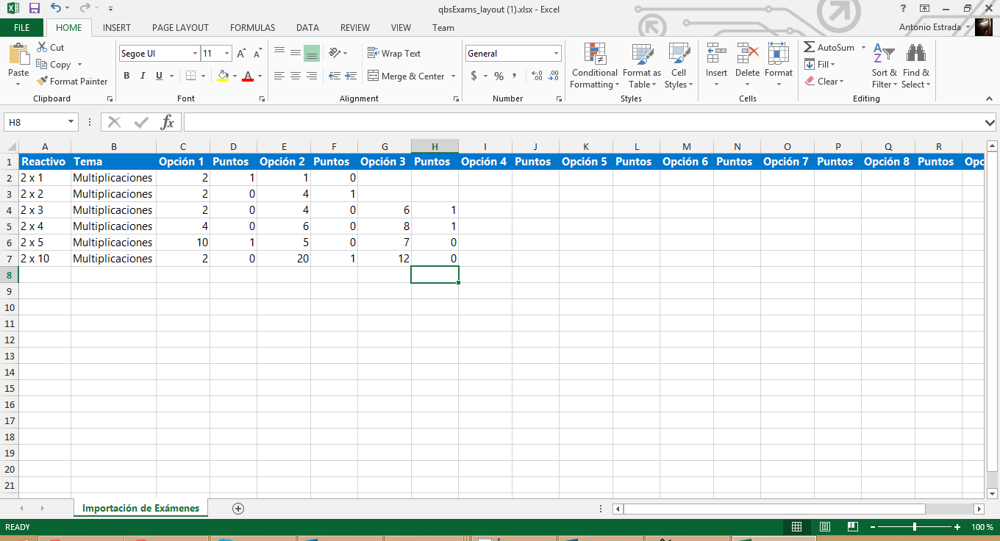 qbsExams_layout (1).xlsx - Excel
FILE HOME INSERT PAGE LAYOUT FORMULAS DATA REVIEW VIEW Team Antonio Estrada
Paste Cut Copy Format Painter
Segoe UI 11 B I U A
Wrap Text Merge & Center
General $ %
Conditional Formatting Format as Table Cell Styles
Insert Delete Format
AutoSum Fill Clear Sort & Filter Find & Select
Clipboard Font Alignment Number Styles Cells Editing
H8 fx
A B C D E F G H I J K L M N O P Q R
1 Reactivo Tema Opción 1 Puntos Opción 2 Puntos Opción 3 Puntos Opción 4 Puntos Opción 5 Puntos Opción 6 Puntos Opción 7 Puntos Opción 8 Puntos Opc
2 2 x 1 Multiplicaciones 2 1 1 0
3 2 x 2 Multiplicaciones 2 0 4 1
4 2 x 3 Multiplicaciones 2 0 4 0 6 1
5 2 x 4 Multiplicaciones 4 0 6 0 8 1
6 2 x 5 Multiplicaciones 10 1 5 0 7 0
7 2 x 10 Multiplicaciones 2 0 20 1 12 0
8
9
10
11
12
13
14
15
16
17
18
19
20
21
Importación de Exámenes
READY 100 %